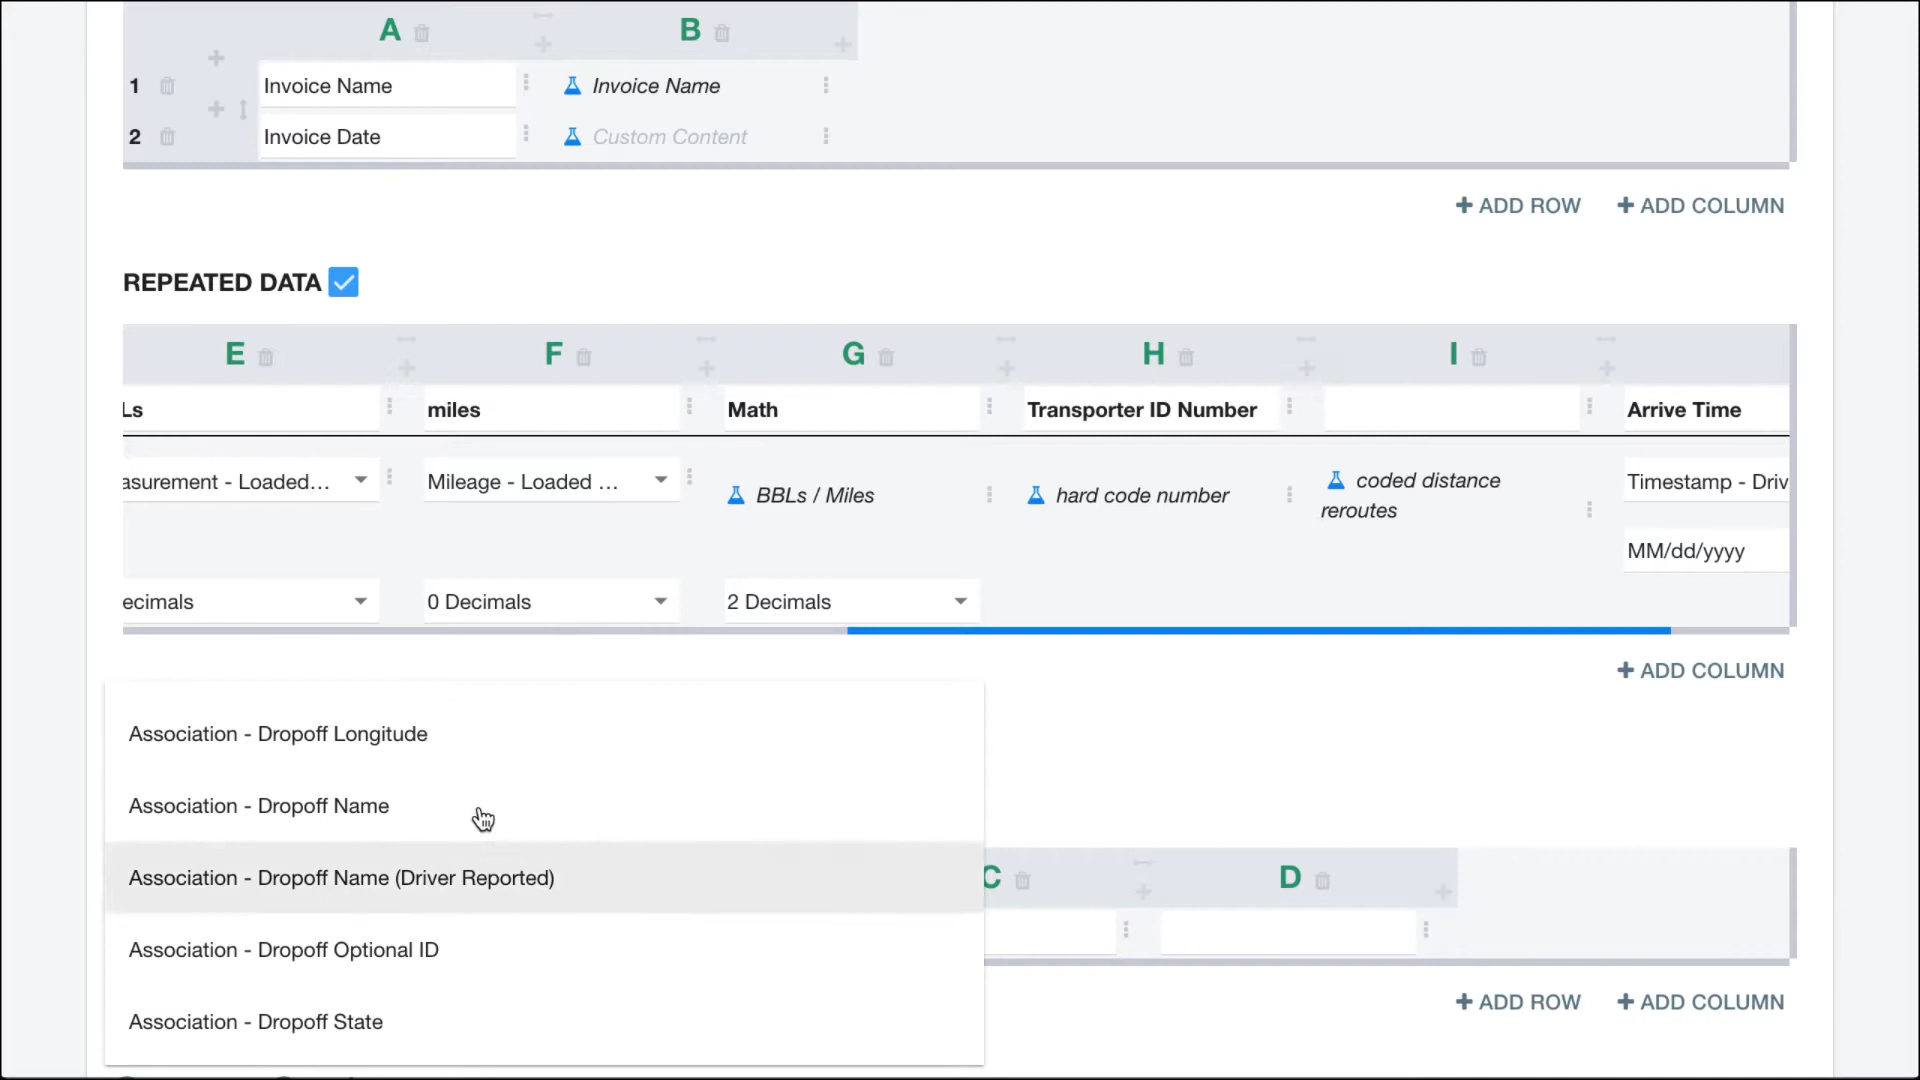 A B
1 Invoice Name Invoice Name
2 Invoice Date Custom Content
+ ADD ROW + ADD COLUMN
REPEATED DATA
E F G H I
Ls miles Math Transporter ID Number Arrive Time
asurement - Loaded... Mileage - Loaded ... BBLs / Miles hard code number coded distance
reroutes Timestamp - Driv
MM/dd/yyyy
ecimals 0 Decimals 2 Decimals
+ ADD COLUMN
Association - Dropoff Longitude
Association - Dropoff Name
Association - Dropoff Name (Driver Reported)
C D
Association - Dropoff Optional ID
+ ADD ROW + ADD COLUMN
Association - Dropoff State